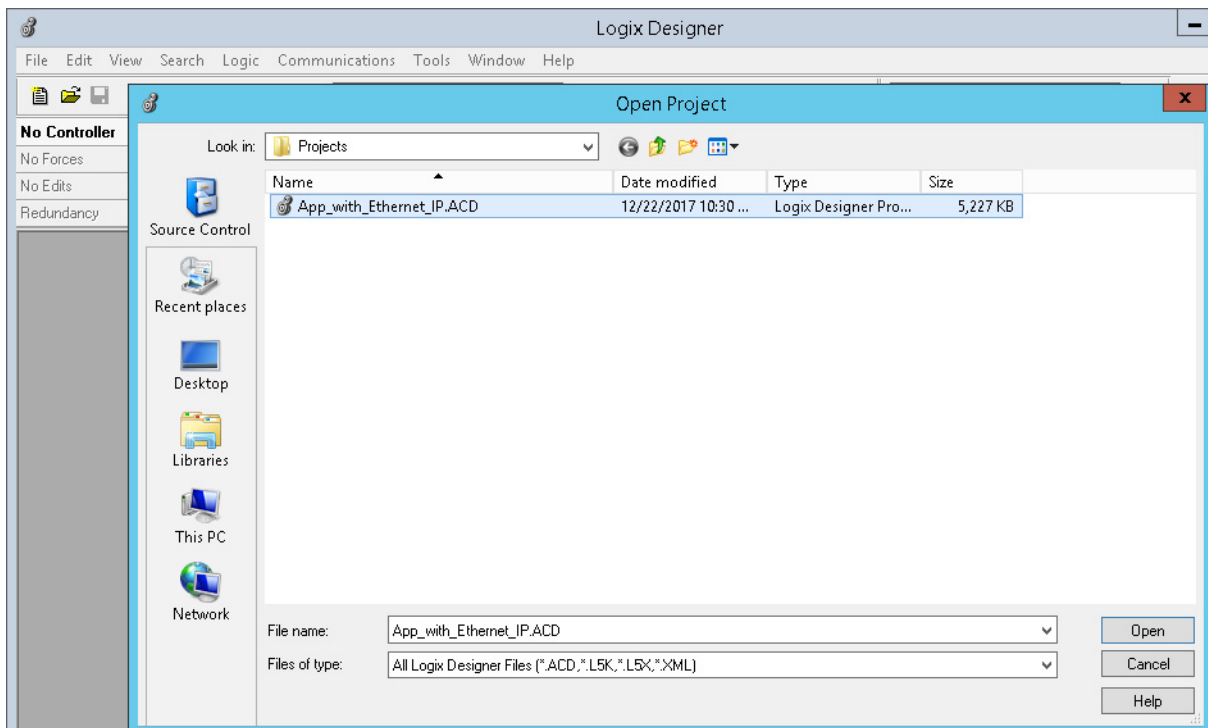 Logix Designer
File Edit View Search Logic Communications Tools Window Help
Open Project
x
No Controller
No Forces
No Edits
Redundancy
Look in: Projects
Source Control
Recent places
Desktop
Libraries
This PC
Network
Name Date modified Type Size
App_with_Ethernet_IP.ACD 12/22/2017 10:30 ... Logix Designer Pro... 5,227 KB
File name: App_with_Ethernet_IP.ACD Open
Files of type: All Logix Designer Files (*.ACD,*.L5K,*.L5X,*.XML) Cancel
Help